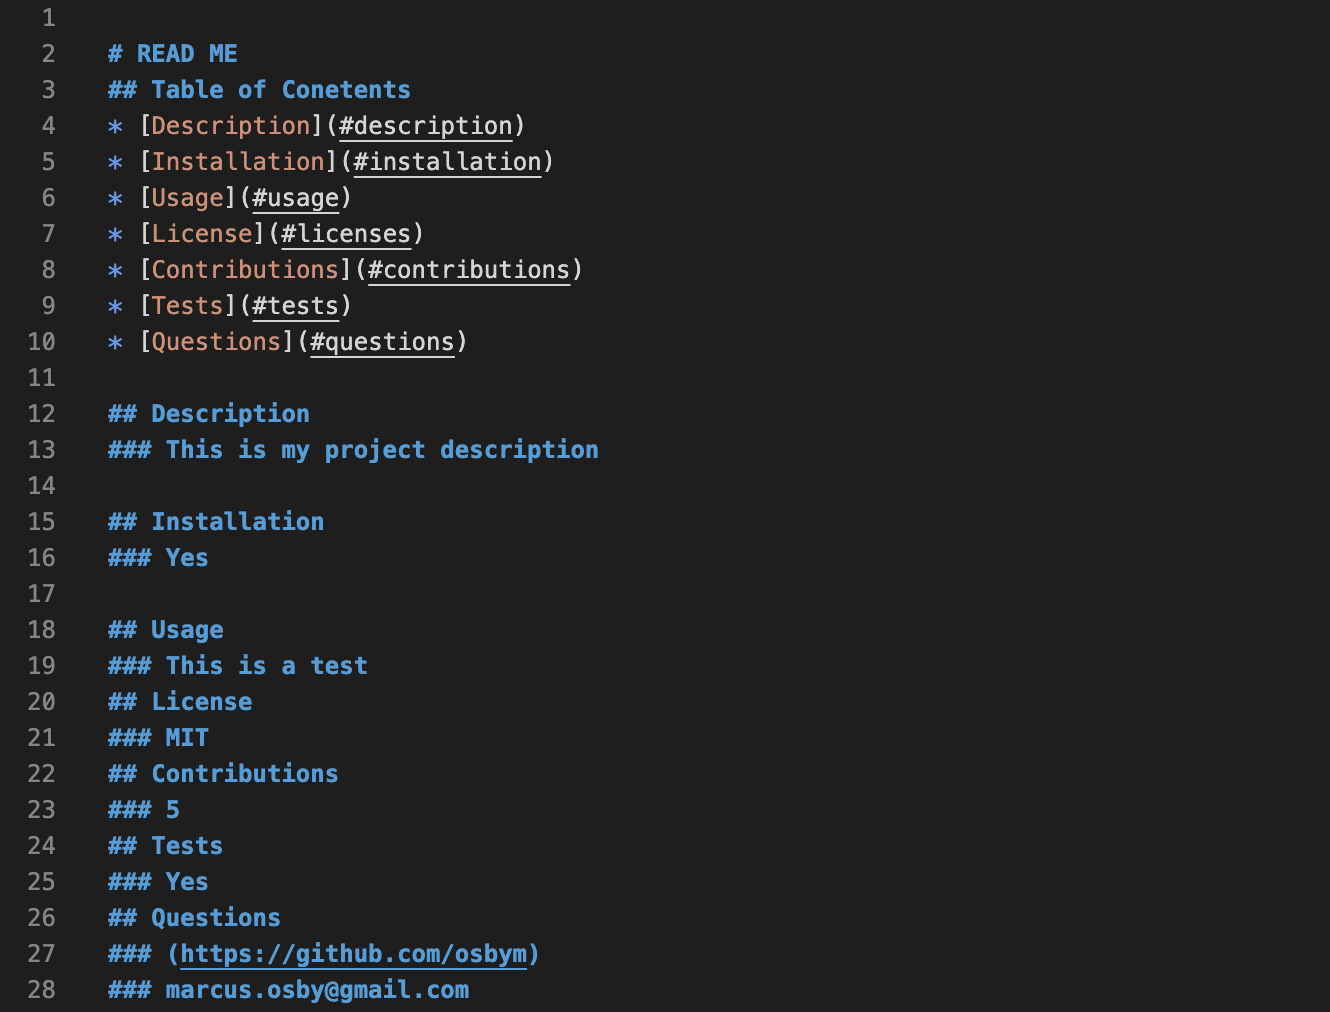 1
2 # READ ME
3 ## Table of Conetents
4 * [Description](#description)
5 * [Installation](#installation)
6 * [Usage](#usage)
7 * [License](#licenses)
8 * [Contributions](#contributions)
9 * [Tests](#tests)
10 * [Questions](#questions)
11
12 ## Description
13 ### This is my project description
14
15 ## Installation
16 ### Yes
17
18 ## Usage
19 ### This is a test
20 ## License
21 ### MIT
22 ## Contributions
23 ### 5
24 ## Tests
25 ### Yes
26 ## Questions
27 ### (https://github.com/osbym)
28 ### marcus.osby@gmail.com